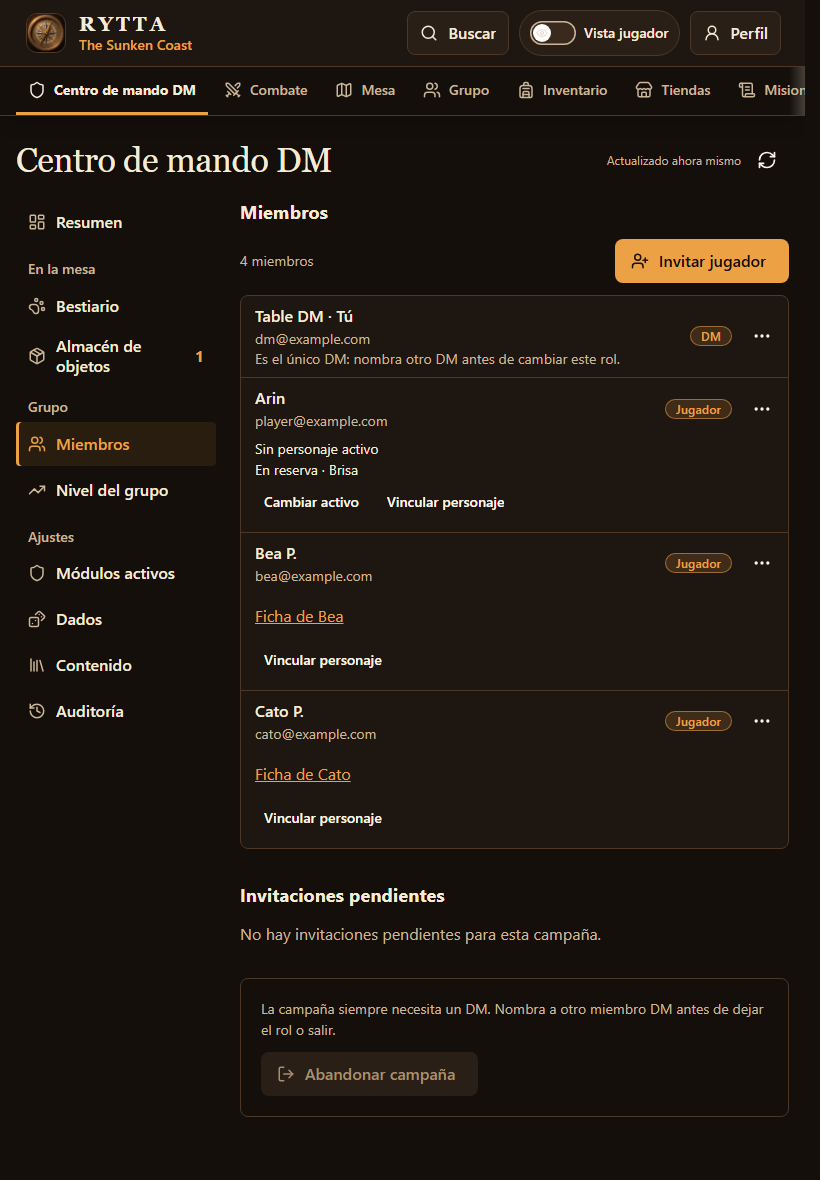 RYTTA
The Sunken Coast
Buscar
Vista jugador
Perfil
Centro de mando DM
Combate
Mesa
Grupo
Inventario
Tiendas
Mision
Centro de mando DM
Actualizado ahora mismo
Resumen
En la mesa
Bestiario
Almacén de
objetos
1
Grupo
Miembros
Nivel del grupo
Ajustes
Módulos activos
Dados
Contenido
Auditoría
Miembros
4 miembros
Invitar jugador
Table DM · Tú
dm@example.com
Es el único DM: nombra otro DM antes de cambiar este rol.
DM
Arin
player@example.com
Jugador
Sin personaje activo
En reserva · Brisa
Cambiar activo
Vincular personaje
Bea P.
bea@example.com
Jugador
Ficha de Bea
Vincular personaje
Cato P.
cato@example.com
Jugador
Ficha de Cato
Vincular personaje
Invitaciones pendientes
No hay invitaciones pendientes para esta campaña.
La campaña siempre necesita un DM. Nombra a otro miembro DM antes de dejar
el rol o salir.
Abandonar campaña